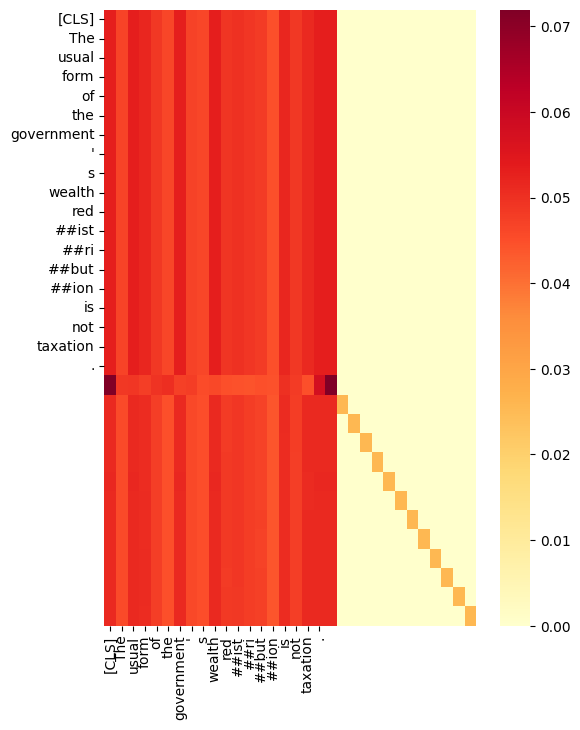 [CLS]
The
usual
form
of
the
government
'
s
wealth
red
##ist
##ri
##but
##ion
is
not
taxation
.
0.07
0.06
0.05
0.04
0.03
0.02
0.01
0.00
[CLS]
The
usual
form
of
the
government
'
s
wealth
red
##ist
##ri
##but
##ion
is
not
taxation
.